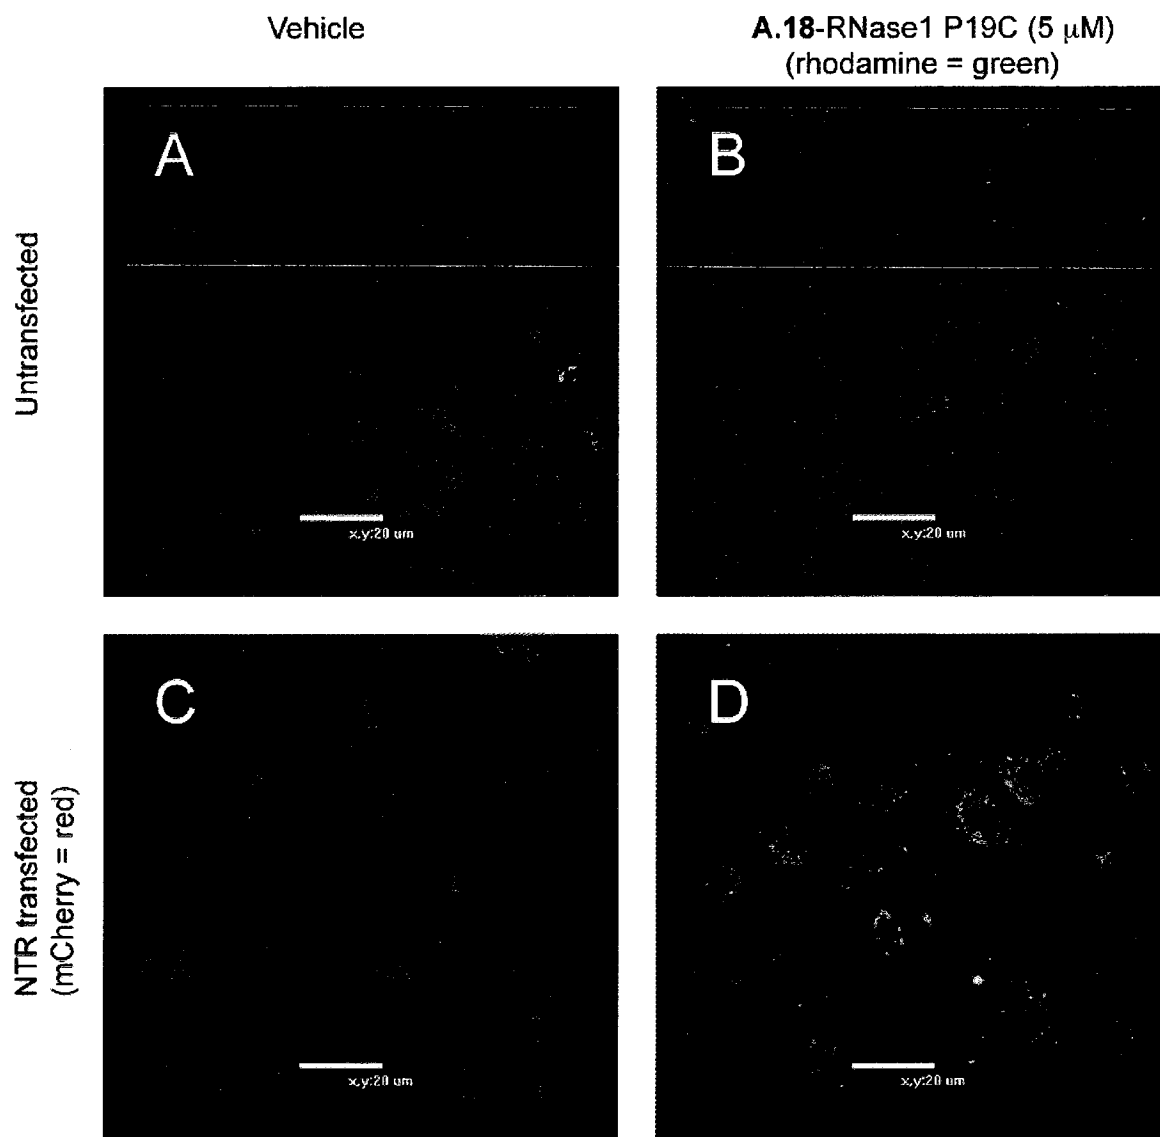 Vehicle
A.18-RNase1 P19C (5 μM)
(rhodamine = green)
Untransfected
A
x,y:20 um
B
x,y:20 um
NTR transfected
(mCherry = red)
C
x,y:20 um
D
x,y:20 um